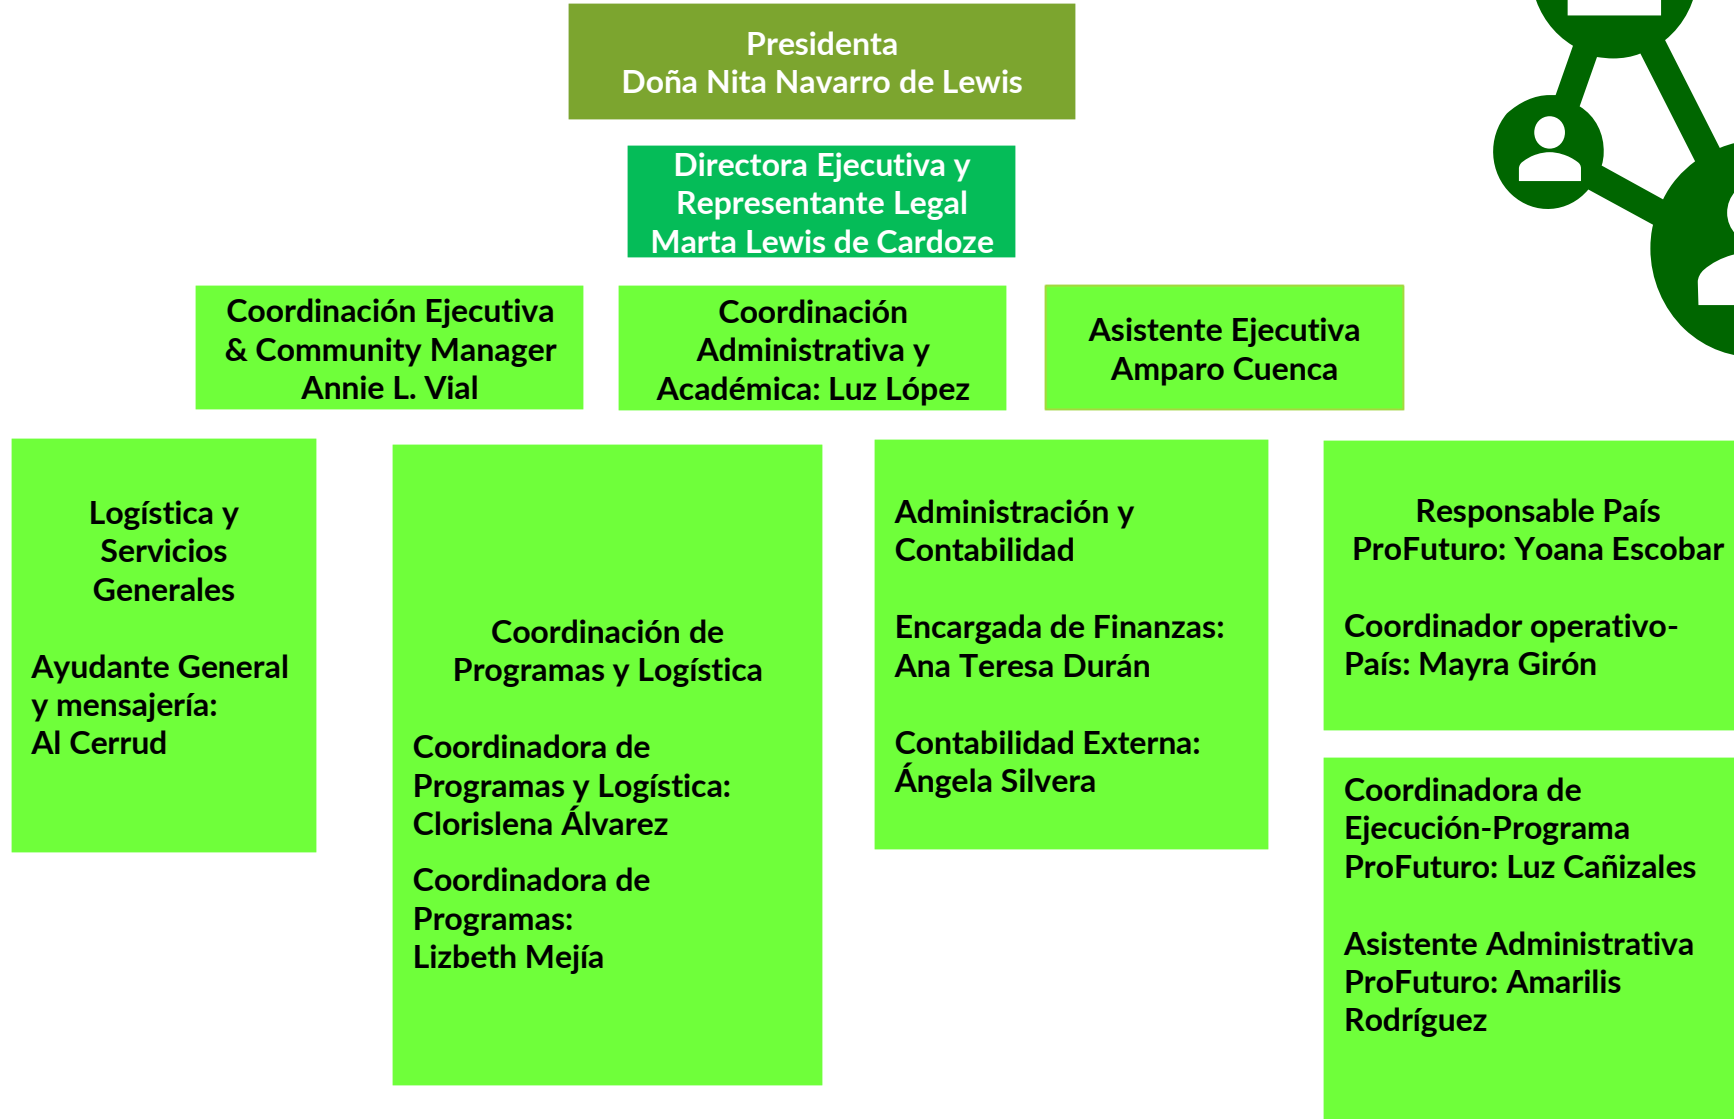 Presidenta
Doña Nita Navarro de Lewis
Directora Ejecutiva y
Representante Legal
Marta Lewis de Cardoze
Coordinación Ejecutiva
& Community Manager
Annie L. Vial
Coordinación
Administrativa y
Académica: Luz López
Asistente Ejecutiva
Amparo Cuenca
Logística y
Servicios
Generales
Ayudante General
y mensajería:
Al Cerrud
Coordinación de
Programas y Logística
Coordinadora de
Programas y Logística:
Clorislena Álvarez
Coordinadora de
Programas:
Lizbeth Mejía
Administración y
Contabilidad
Encargada de Finanzas:
Ana Teresa Durán
Contabilidad Externa:
Ángela Silvera
Responsable País
ProFuturo: Yoana Escobar
Coordinador operativo-
País: Mayra Girón
Coordinadora de
Ejecución-Programa
ProFuturo: Luz Cañizales
Asistente Administrativa
ProFuturo: Amarilis
Rodríguez